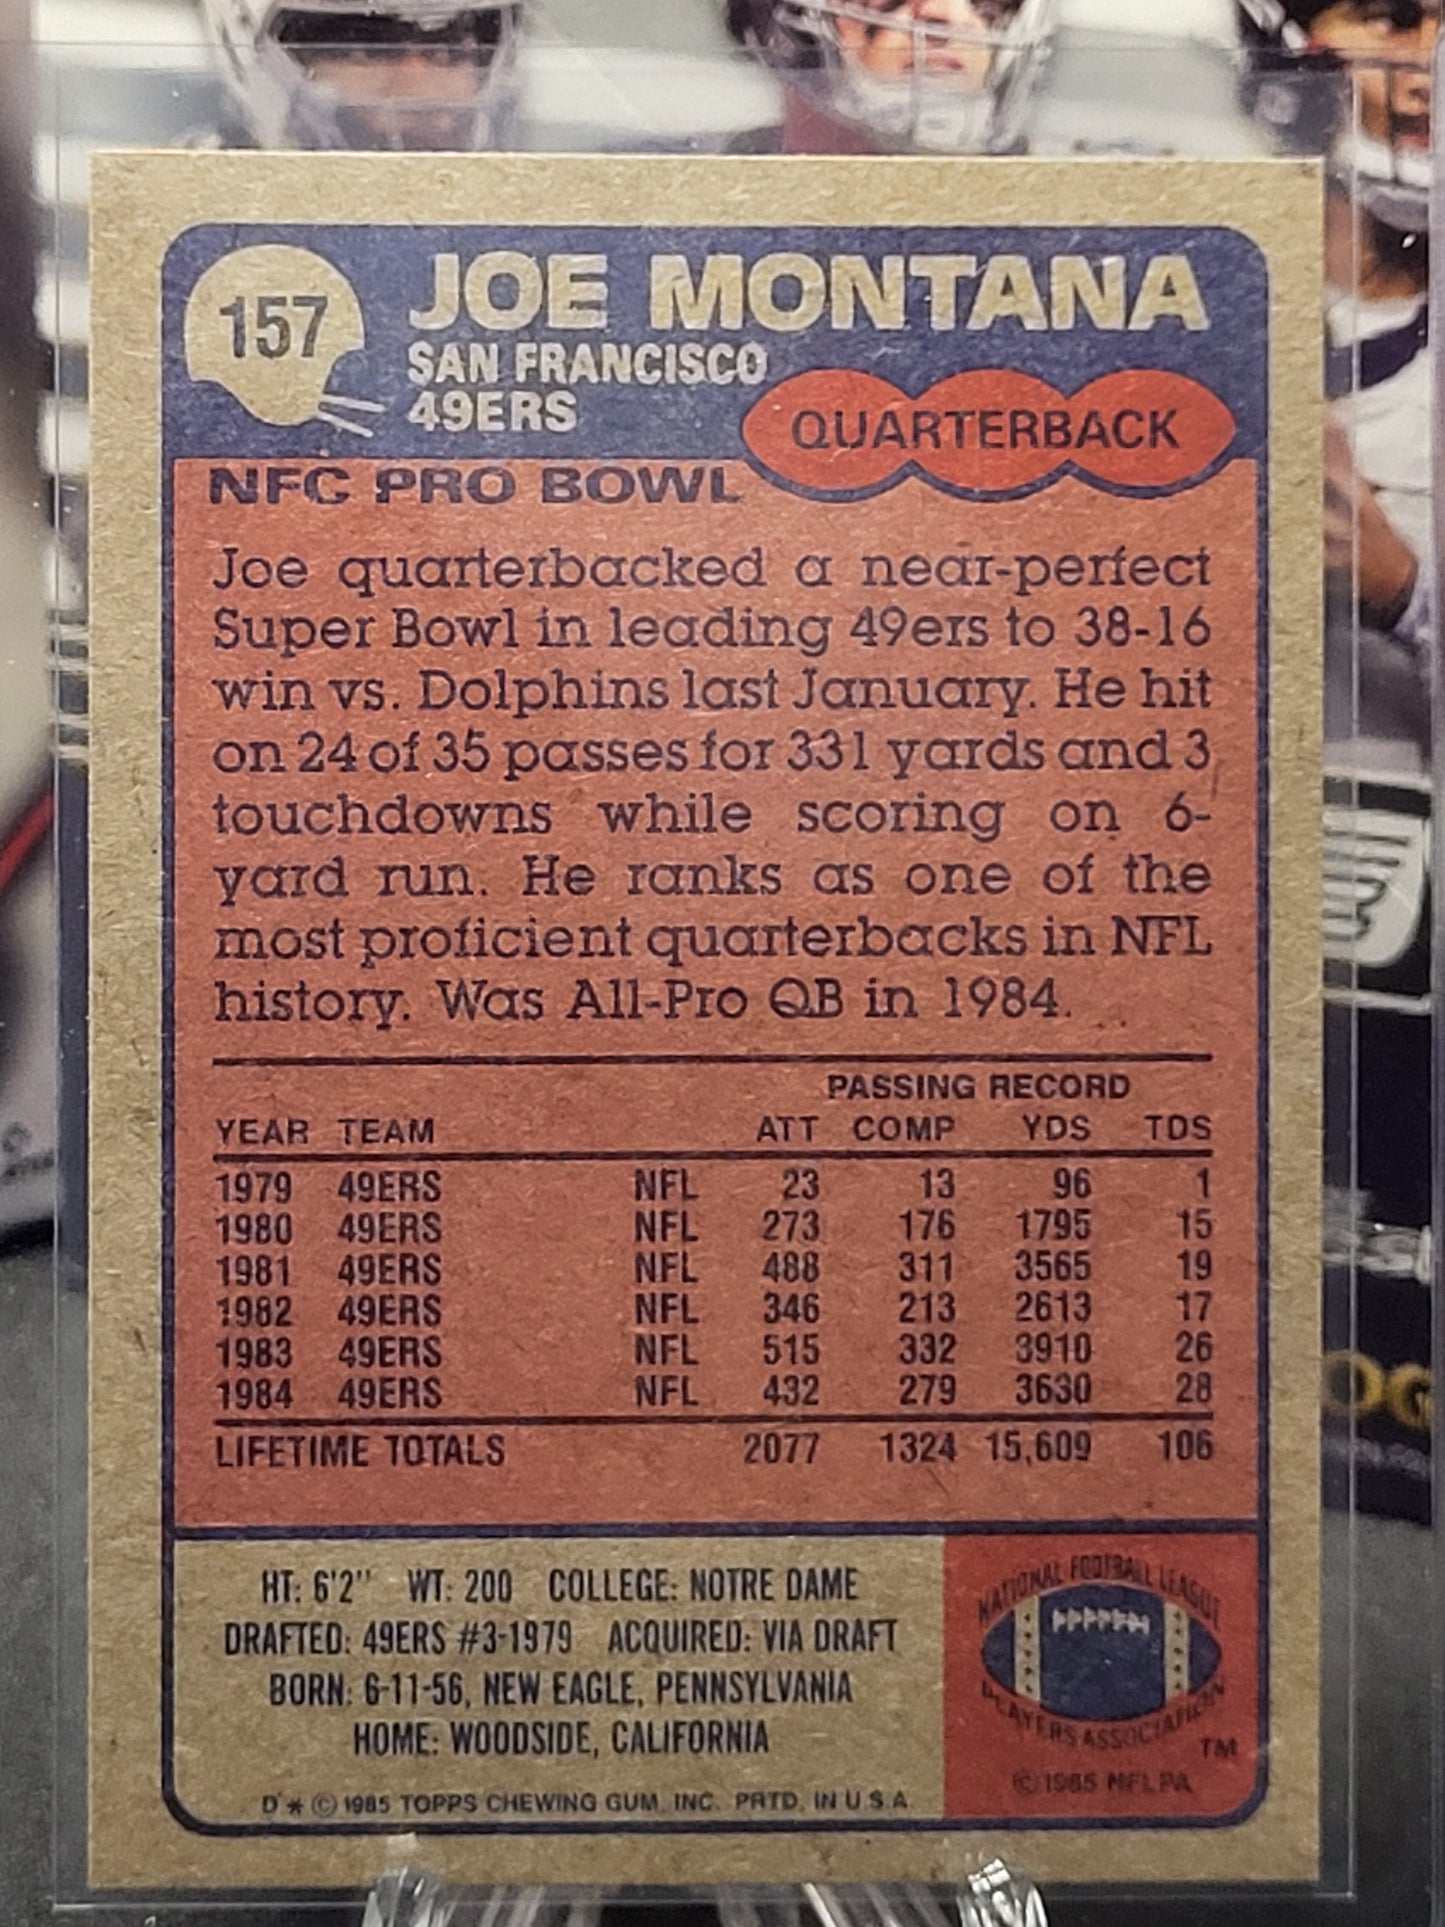 157
JOE MONTANA
SAN FRANCISCO
49ERS
QUARTERBACK
NFC PRO BOWL
Joe quarterbacked a near-perfect
Super Bowl in leading 49ers to 38-16
win vs. Dolphins last January. He hit
on 24 of 35 passes for 331 yards and 3
touchdowns while scoring on 6-
yard run. He ranks as one of the
most proficient quarterbacks in NFL
history. Was All-Pro QB in 1984.
PASSING RECORD
YEAR TEAM ATT COMP YDS TDS
1979 49ERS NFL 23 13 96 1
1980 49ERS NFL 273 176 1795 15
1981 49ERS NFL 488 311 3565 19
1982 49ERS NFL 346 213 2613 17
1983 49ERS NFL 515 332 3910 26
1984 49ERS NFL 432 279 3630 28
LIFETIME TOTALS 2077 1324 15,609 106
HT: 6'2" WT: 200 COLLEGE: NOTRE DAME
DRAFTED: 49ERS #3-1979 ACQUIRED: VIA DRAFT
BORN: 6-11-56, NEW EAGLE, PENNSYLVANIA
HOME: WOODSIDE, CALIFORNIA
D* © 1985 TOPPS CHEWING GUM, INC. PRTD. IN U.S.A.
NATIONAL FOOTBALL LEAGUE
PLAYERS ASSOCIATION
TM
© 1985 NFLPA